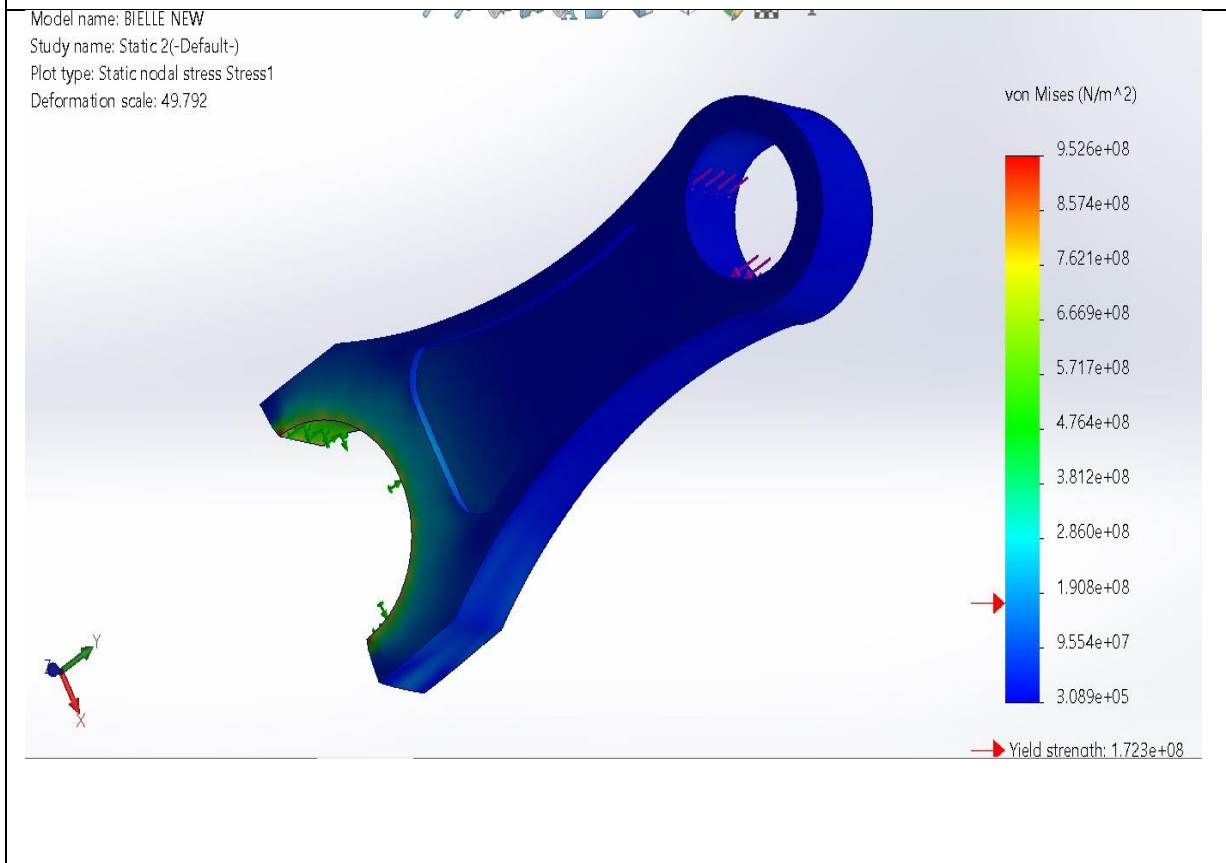 Model name: BIELLE NEW
Study name: Static 2(-Default-)
Plot type: Static nodal stress Stress1
Deformation scale: 49.792
von Mises (N/m^2)
9.526e+08
8.574e+08
7.621e+08
6.669e+08
5.717e+08
4.764e+08
3.812e+08
2.860e+08
1.908e+08
9.554e+07
3.089e+05
Yield strength: 1.723e+08
Y
Z
X